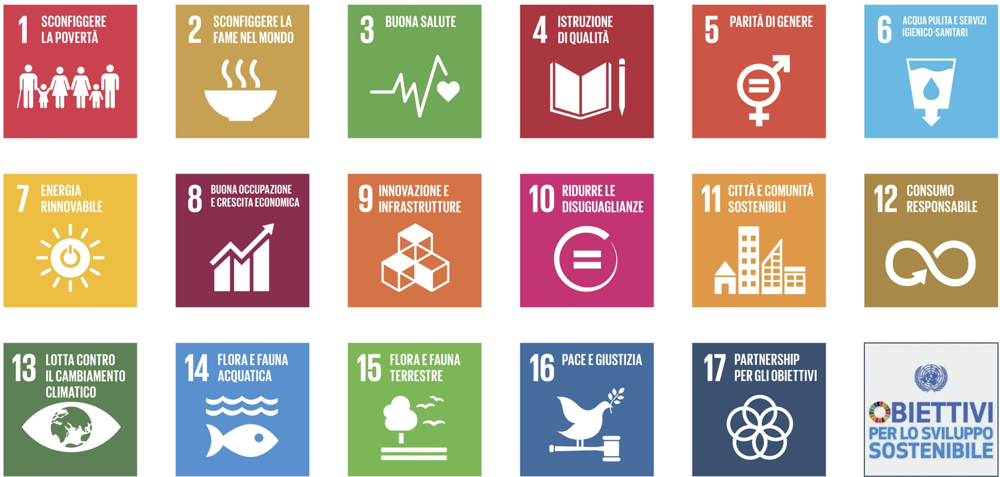 1 SCONFIGGERE
LA POVERTÀ
2 SCONFIGGERE LA
FAME NEL MONDO
3 BUONA SALUTE
4 ISTRUZIONE
DI QUALITÀ
5 PARITÀ DI GENERE
6 ACQUA PULITA E SERVIZI
IGIENICO-SANITARI
7 ENERGIA
RINNOVABILE
8 BUONA OCCUPAZIONE
E CRESCITA ECONOMICA
9 INNOVAZIONE E
INFRASTRUTTURE
10 RIDURRE LE
DISUGUAGLIANZE
11 CITTÀ E COMUNITÀ
SOSTENIBILI
12 CONSUMO
RESPONSABILE
13 LOTTA CONTRO
IL CAMBIAMENTO
CLIMATICO
14 FLORA E FAUNA
ACQUATICA
15 FLORA E FAUNA
TERRESTRE
16 PACE E GIUSTIZIA
17 PARTNERSHIP
PER GLI OBIETTIVI
OBIETTIVI
PER LO SVILUPPO
SOSTENIBILE